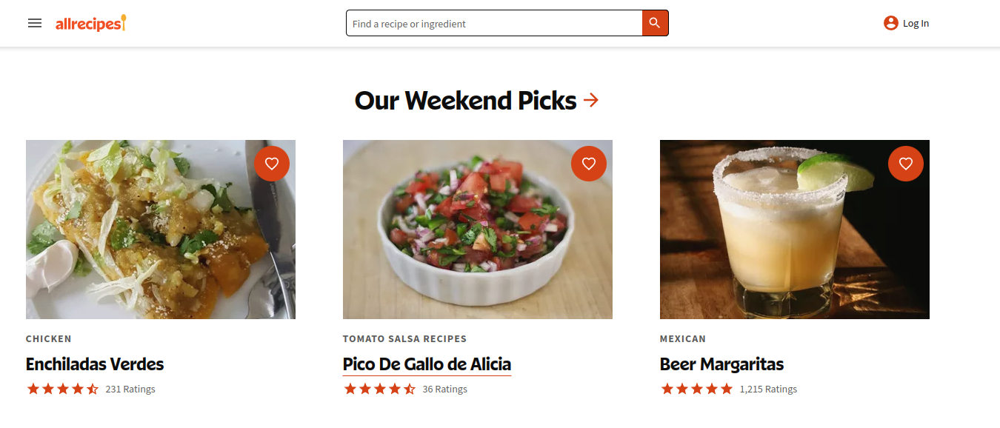 allrecipes
Find a recipe or ingredient
Log In
Our Weekend Picks
CHICKEN
Enchiladas Verdes
231 Ratings
TOMATO SALSA RECIPES
Pico De Gallo de Alicia
36 Ratings
MEXICAN
Beer Margaritas
1,215 Ratings